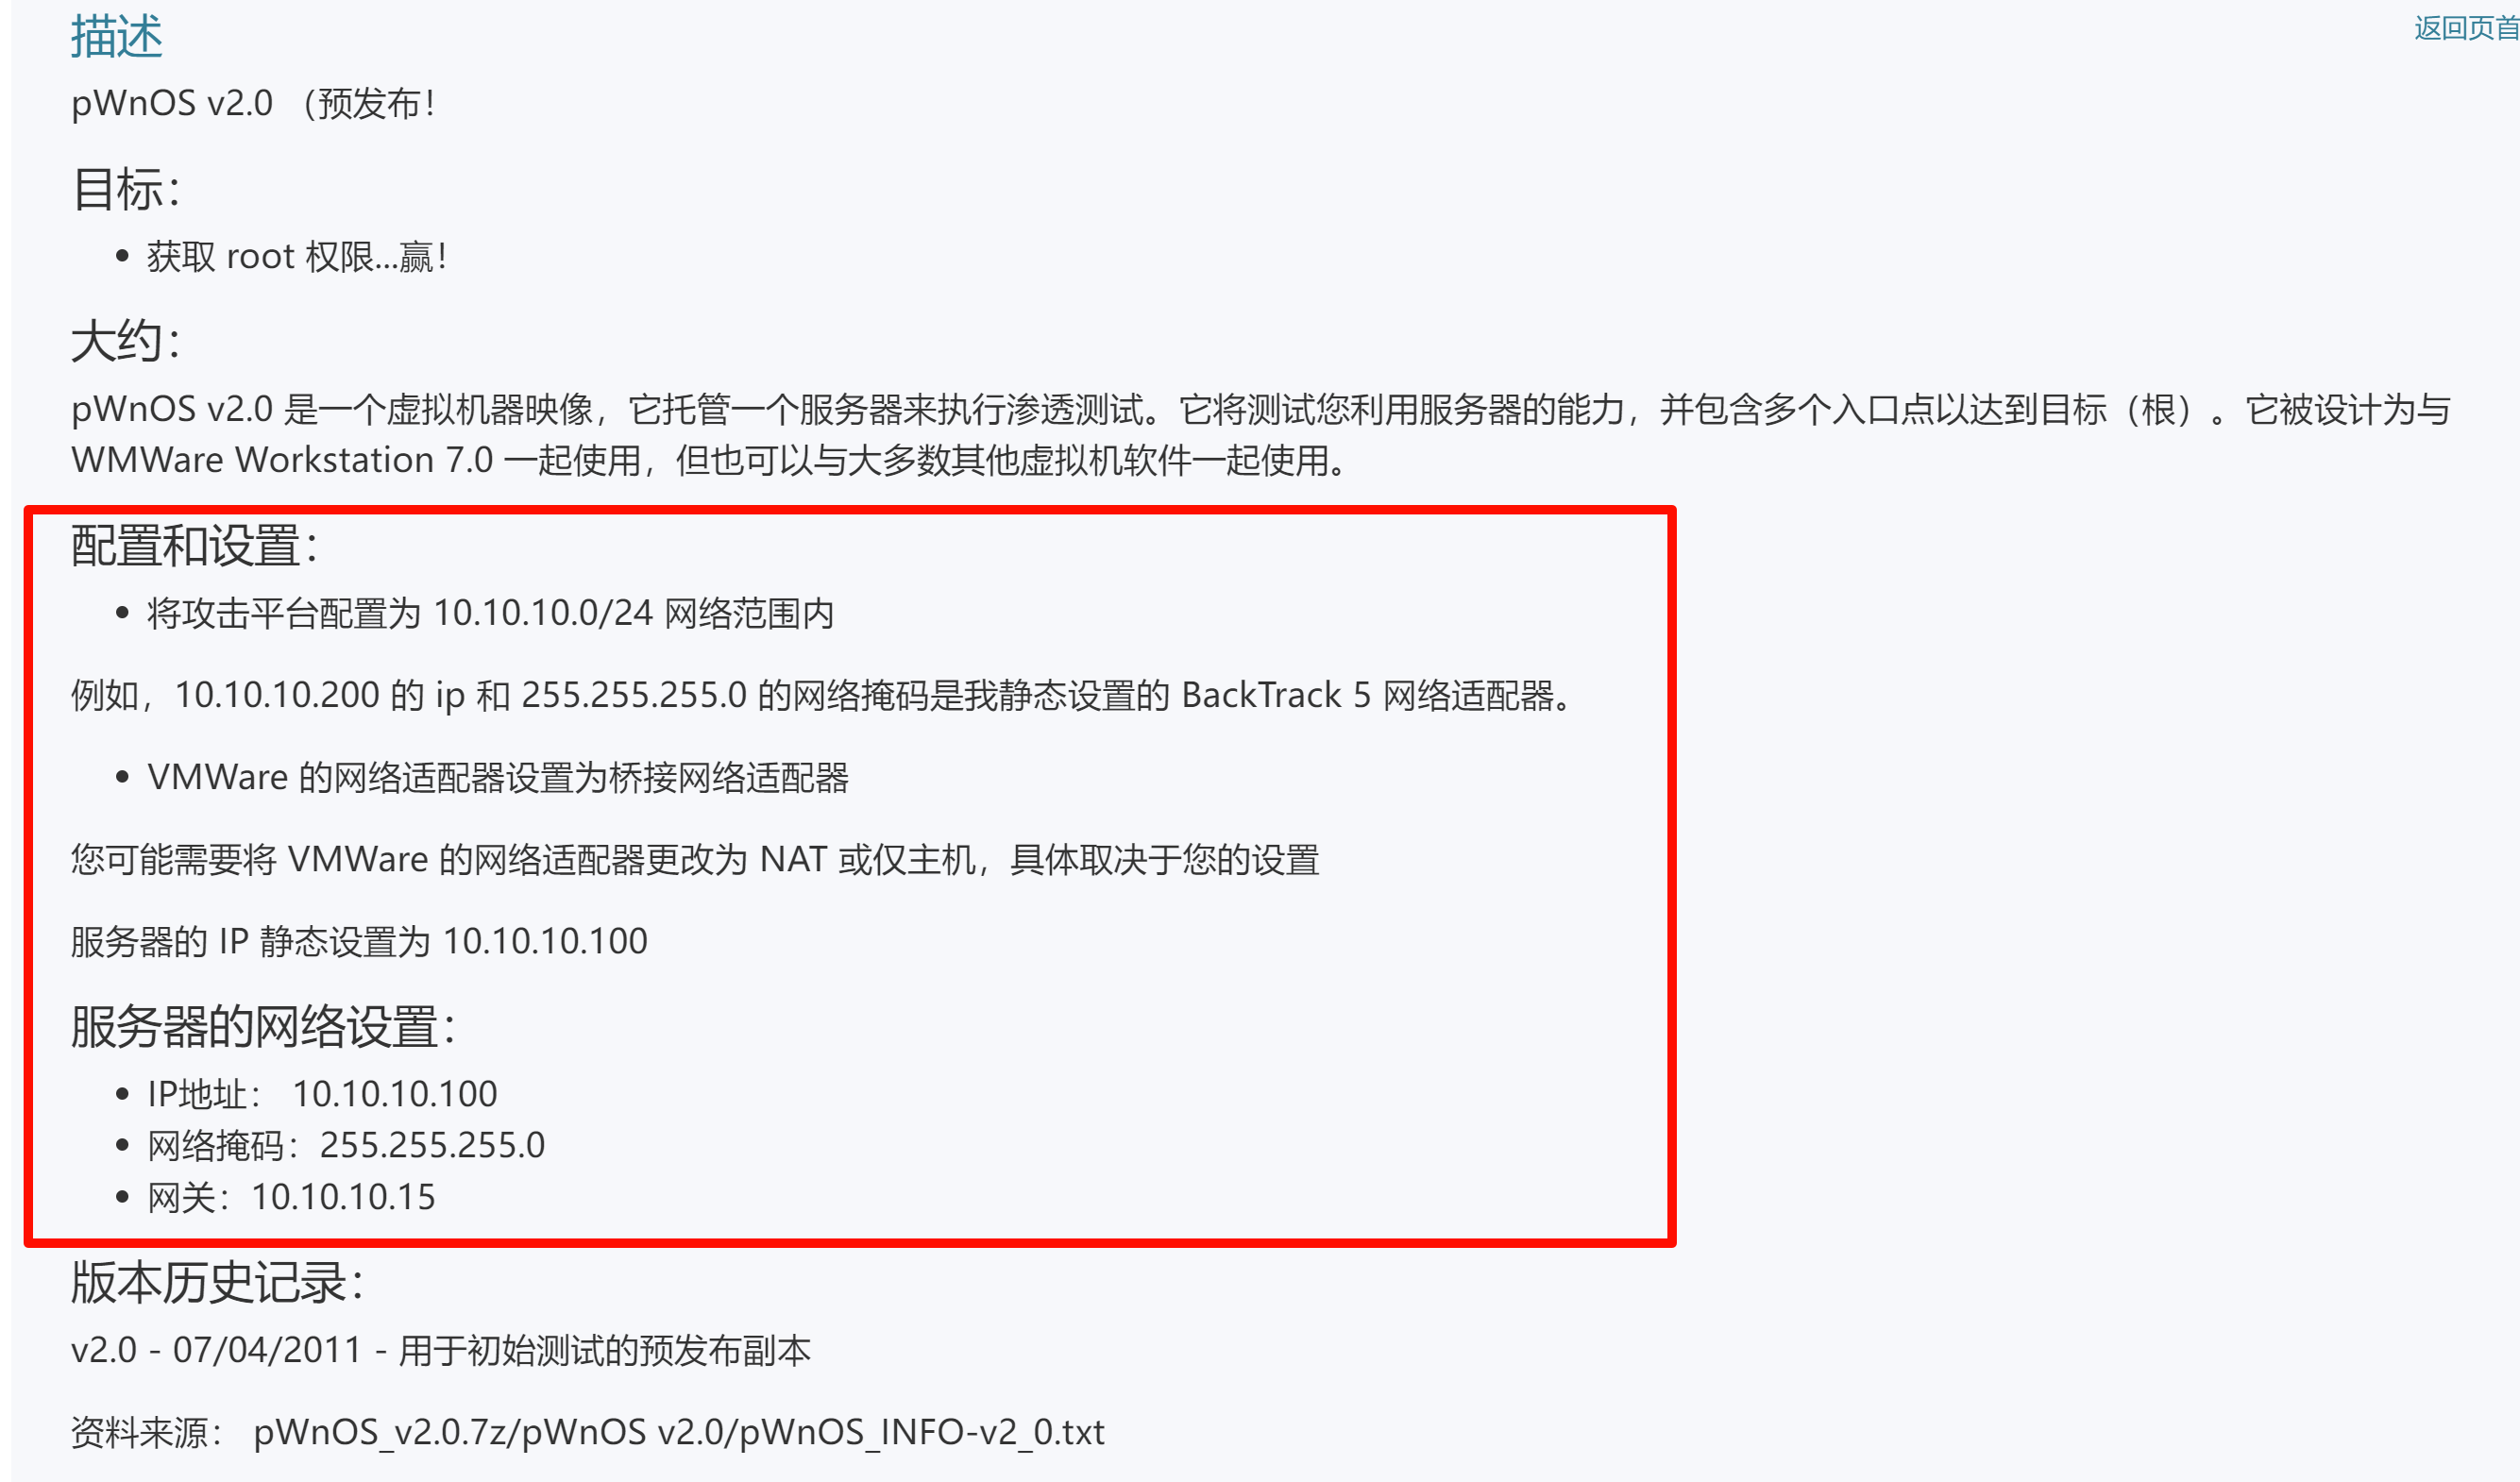 描述
返回页首
pWnOS v2.0 （预发布！
目标：
• 获取 root 权限...赢！
大约：
pWnOS v2.0 是一个虚拟机器映像，它托管一个服务器来执行渗透测试。它将测试您利用服务器的能力，并包含多个入口点以达到目标（根）。它被设计为与
WMWare Workstation 7.0 一起使用，但也可以与大多数其他虚拟机软件一起使用。
配置和设置：
• 将攻击平台配置为 10.10.10.0/24 网络范围内
例如，10.10.10.200 的 ip 和 255.255.255.0 的网络掩码是我静态设置的 BackTrack 5 网络适配器。
• VMWare 的网络适配器设置为桥接网络适配器
您可能需要将 VMWare 的网络适配器更改为 NAT 或仅主机，具体取决于您的设置
服务器的 IP 静态设置为 10.10.10.100
服务器的网络设置：
• IP地址： 10.10.10.100
• 网络掩码：255.255.255.0
• 网关：10.10.10.15
版本历史记录：
v2.0 - 07/04/2011 - 用于初始测试的预发布副本
资料来源： pWnOS_v2.0.7z/pWnOS v2.0/pWnOS_INFO-v2_0.txt